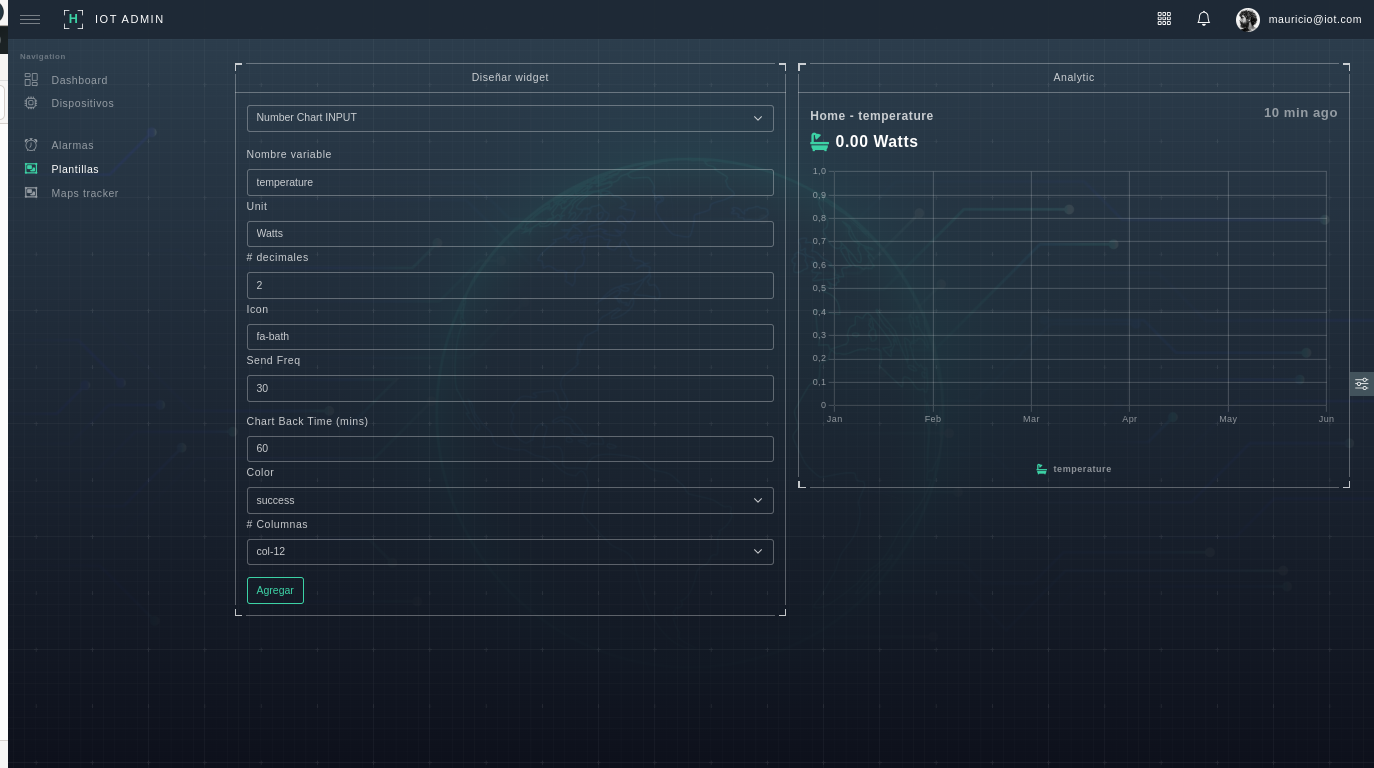 H IOT ADMIN
mauricio@iot.com
Navigation
Dashboard
Dispositivos
Alarmas
Plantillas
Maps tracker
Diseñar widget
Number Chart INPUT
Nombre variable
temperature
Unit
Watts
# decimales
2
Icon
fa-bath
Send Freq
30
Chart Back Time (mins)
60
Color
success
# Columnas
col-12
Agregar
Analytic
Home - temperature
10 min ago
0.00 Watts
1,0
0,9
0,8
0,7
0,6
0,5
0,4
0,3
0,2
0,1
0
Jan Feb Mar Apr May Jun
temperature